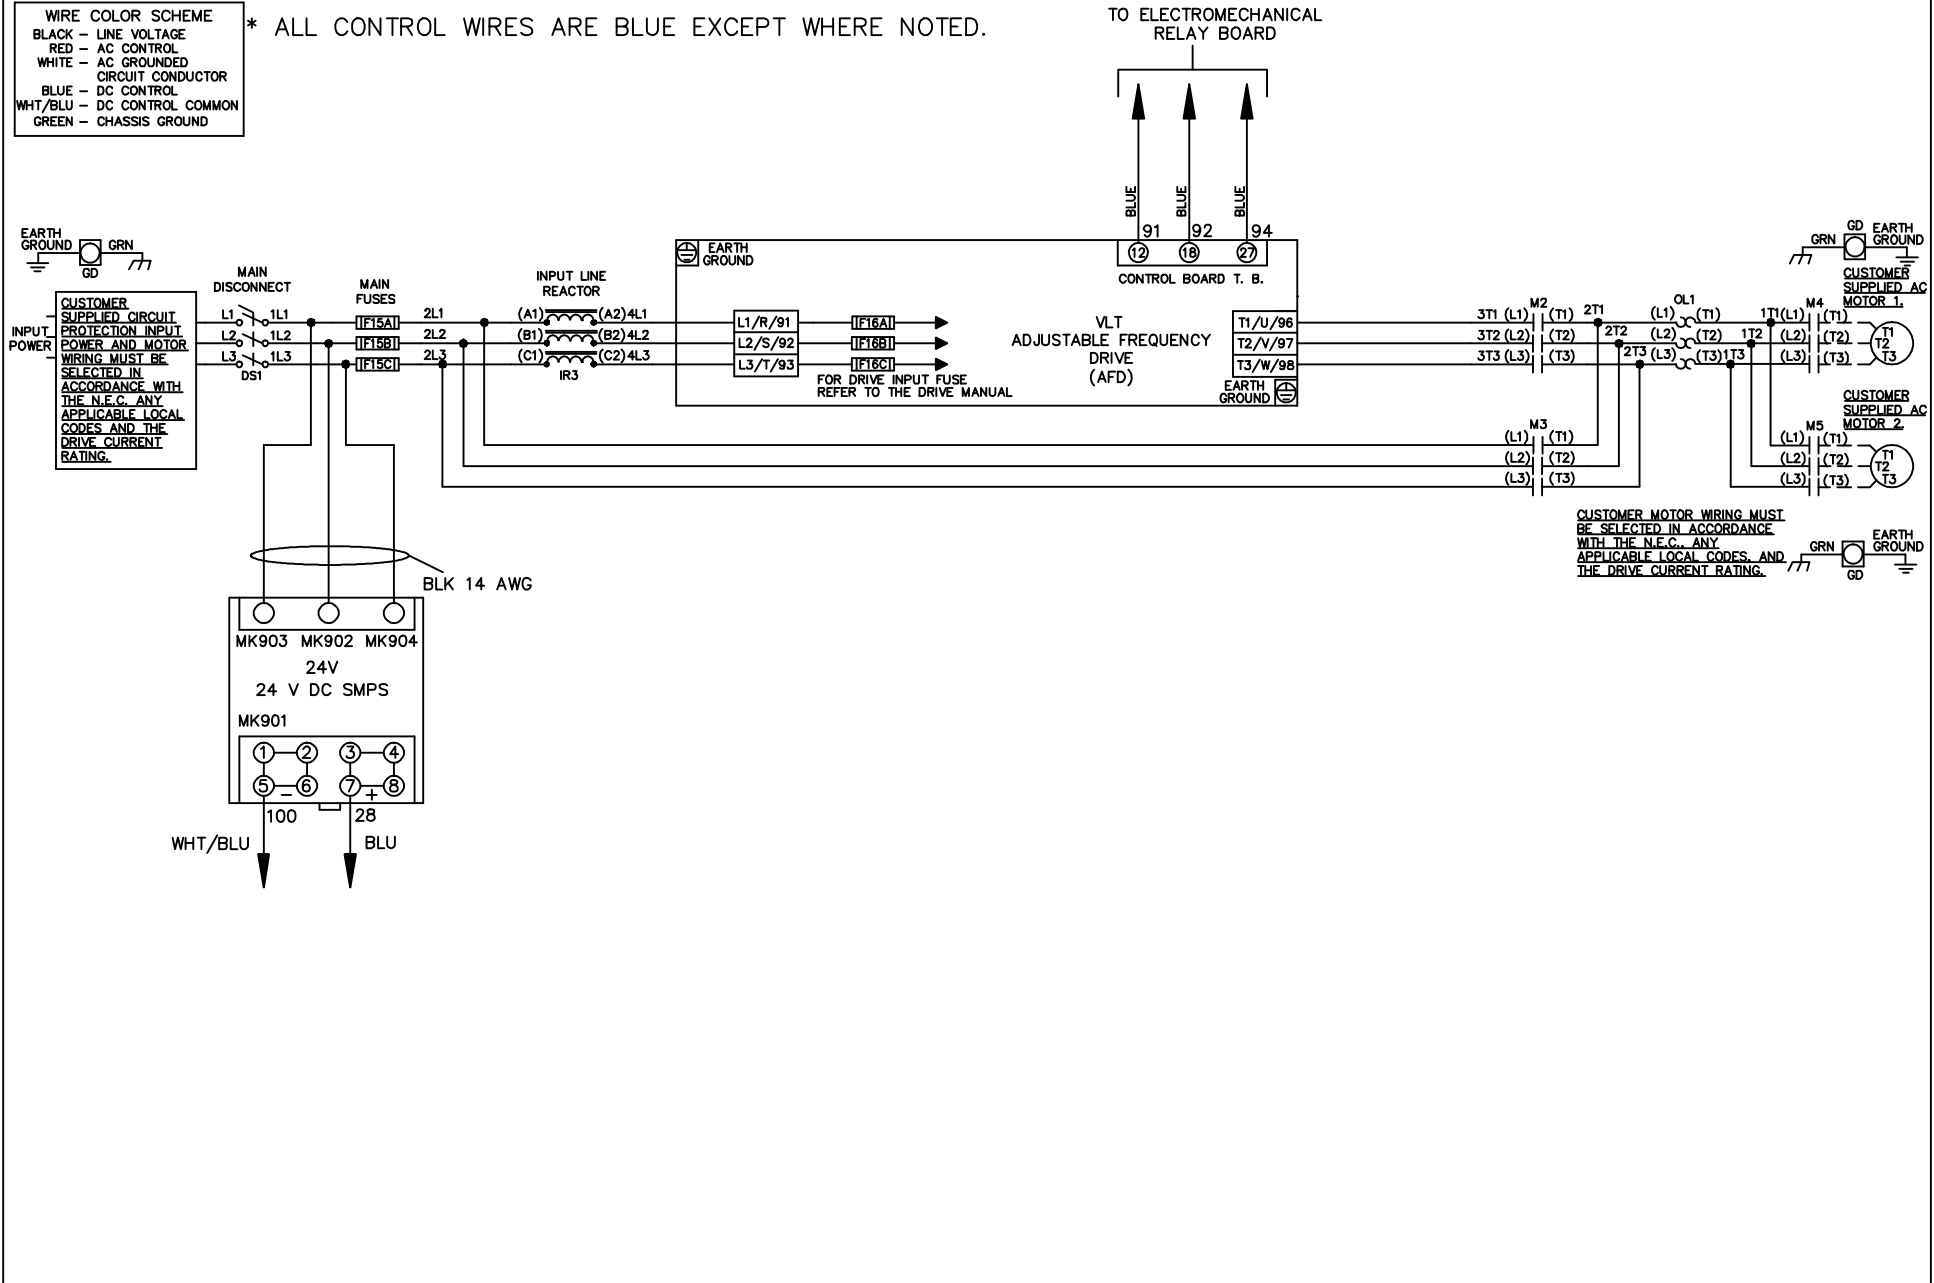 WIRE COLOR SCHEME
BLACK – LINE VOLTAGE
RED – AC CONTROL
WHITE – AC GROUNDED
CIRCUIT CONDUCTOR
BLUE – DC CONTROL
WHT/BLU – DC CONTROL COMMON
GREEN – CHASSIS GROUND
* ALL CONTROL WIRES ARE BLUE EXCEPT WHERE NOTED.
TO ELECTROMECHANICAL
RELAY BOARD
BLUE
BLUE
BLUE
91
92
94
12
18
27
CONTROL BOARD T. B.
EARTH
GROUND
GRN
GD
INPUT
POWER
CUSTOMER
SUPPLIED CIRCUIT
PROTECTION INPUT
POWER AND MOTOR
WIRING MUST BE
SELECTED IN
ACCORDANCE WITH
THE N.E.C. ANY
APPLICABLE LOCAL
CODES AND THE
DRIVE CURRENT
RATING.
MAIN
DISCONNECT
L1
1L1
L2
1L2
L3
1L3
DS1
MAIN
FUSES
F15A
F15B
F15C
2L1
2L2
2L3
INPUT LINE
REACTOR
(A1)
(A2)4L1
(B1)
(B2)4L2
(C1)
(C2)4L3
IR3
EARTH
GROUND
L1/R/91
L2/S/92
L3/T/93
F16A
F16B
F16C
FOR DRIVE INPUT FUSE
REFER TO THE DRIVE MANUAL
VLT
ADJUSTABLE FREQUENCY
DRIVE
(AFD)
T1/U/96
T2/V/97
T3/W/98
EARTH
GROUND
M2
3T1 (L1)
(T1)
2T1
3T2 (L2)
(T2)
2T2
3T3 (L3)
(T3)
2T3
OL1
(L1)
(T1)
(L2)
(T2)
(L3)
(T3)
1T1
1T2
1T3
M4
(L1)
(T1)
(L2)
(T2)
(L3)
(T3)
T1
T2
T3
GRN
GD
EARTH
GROUND
CUSTOMER
SUPPLIED AC
MOTOR 1.
M3
(L1)
(T1)
(L2)
(T2)
(L3)
(T3)
CUSTOMER
SUPPLIED AC
MOTOR 2.
M5
(L1)
(T1)
(L2)
(T2)
(L3)
(T3)
T1
T2
T3
CUSTOMER MOTOR WIRING MUST
BE SELECTED IN ACCORDANCE
WITH THE N.E.C., ANY
APPLICABLE LOCAL CODES, AND
THE DRIVE CURRENT RATING.
GRN
GD
EARTH
GROUND
BLK 14 AWG
MK903
MK902
MK904
24V
24 V DC SMPS
MK901
1
2
3
4
5
6
7
8
–
+
100
28
WHT/BLU
BLU